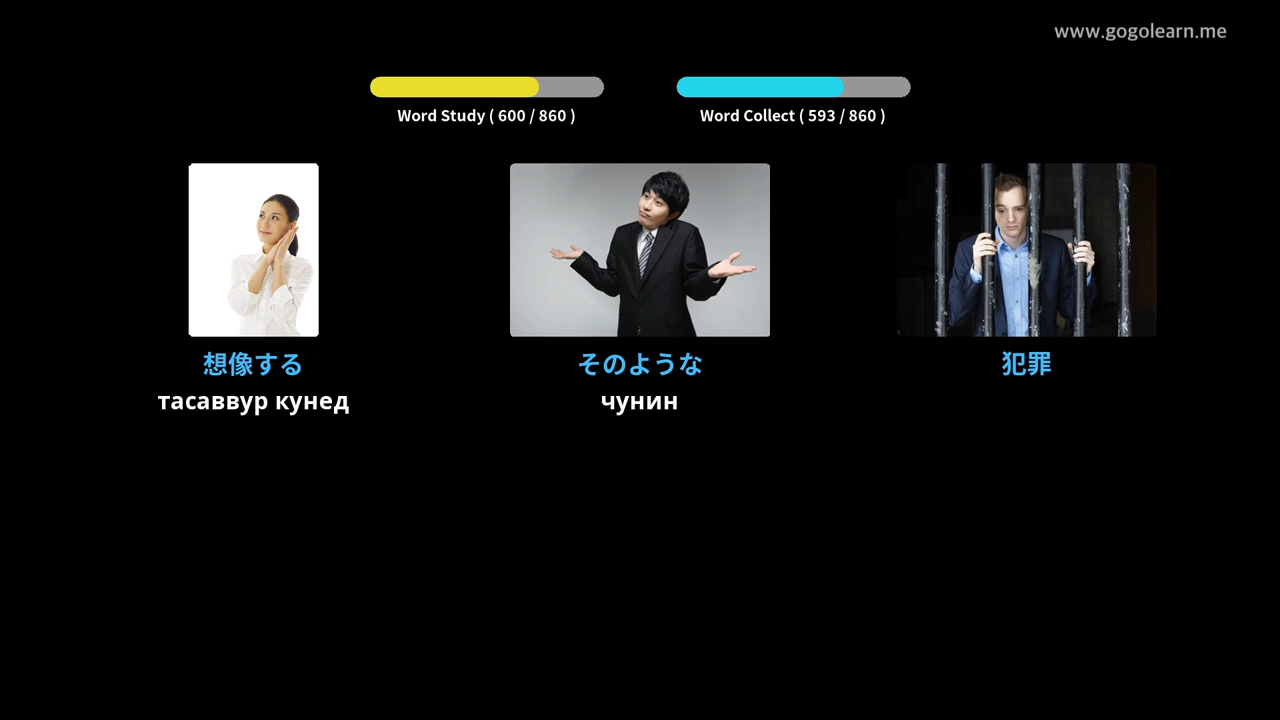 www.gogolearn.me
Word Study ( 600 / 860 )
Word Collect ( 593 / 860 )
想像する
そのような
犯罪
тасаввур кунед
чунин